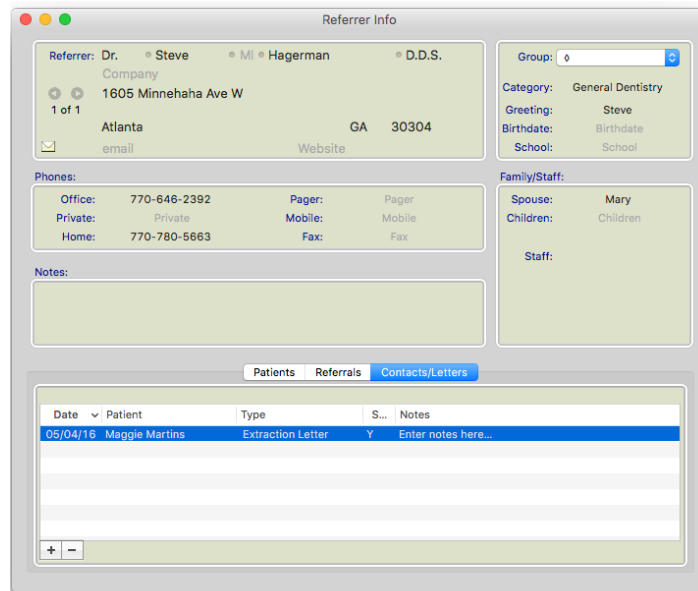 Referrer Info
Referrer: Dr. Steve MI Hagerman D.D.S.
Company
1605 Minnehaha Ave W
1 of 1
Atlanta GA 30304
email Website
Group: ◊
Category: General Dentistry
Greeting: Steve
Birthdate: Birthdate
School: School
Phones:
Office: 770-646-2392 Pager: Pager
Private: Private Mobile: Mobile
Home: 770-780-5663 Fax: Fax
Family/Staff:
Spouse: Mary
Children: Children
Staff:
Notes:
Patients Referrals Contacts/Letters
Date Patient Type S... Notes
05/04/16 Maggie Martins Extraction Letter Y Enter notes here...
+ −